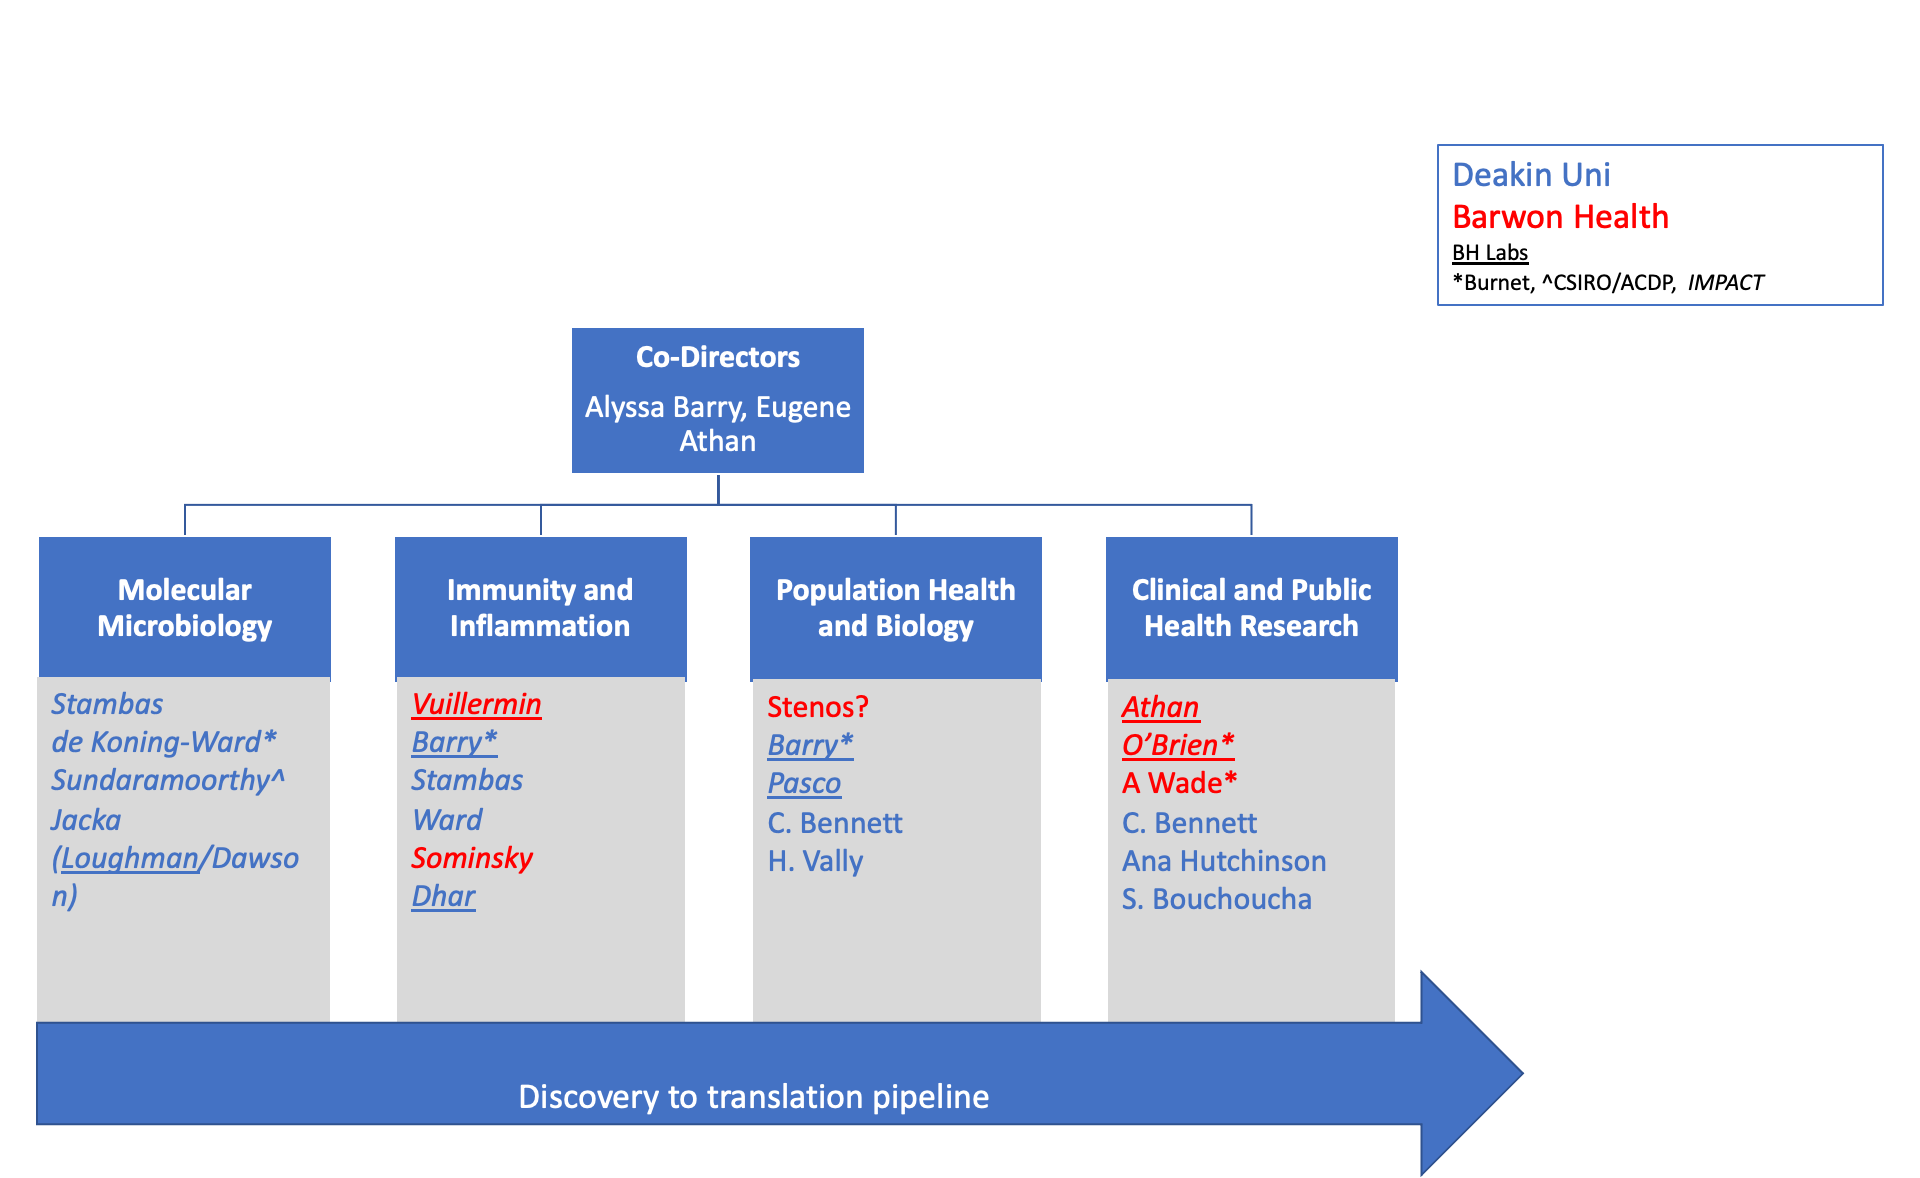 Deakin Uni
Barwon Health
BH Labs
*Burnet, ^CSIRO/ACDP, IMPACT
Co-Directors
Alyssa Barry, Eugene
Athan
Molecular
Microbiology
Stambas
de Koning-Ward*
Sundaramoorthy^
Jacka
(Loughman/Dawso
n)
Immunity and
Inflammation
Vuillermin
Barry*
Stambas
Ward
Sominsky
Dhar
Population Health
and Biology
Stenos?
Barry*
Pasco
C. Bennett
H. Vally
Clinical and Public
Health Research
Athan
O’Brien*
A Wade*
C. Bennett
Ana Hutchinson
S. Bouchoucha
Discovery to translation pipeline